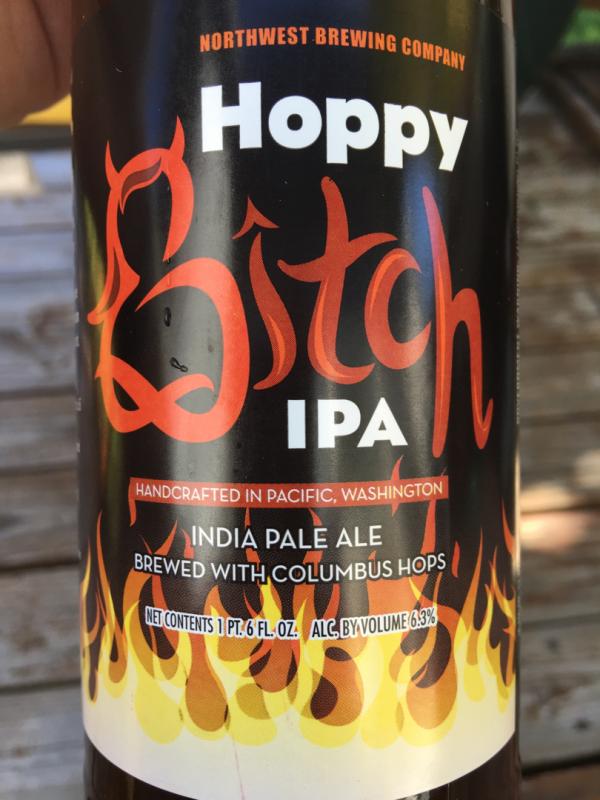 NORTHWEST BREWING COMPANY
Hoppy
Bitch
IPA
HANDCRAFTED IN PACIFIC, WASHINGTON
INDIA PALE ALE
BREWED WITH COLUMBUS HOPS
NET CONTENTS 1 PT. 6 FL. OZ. ALC. BY VOLUME 6.3%